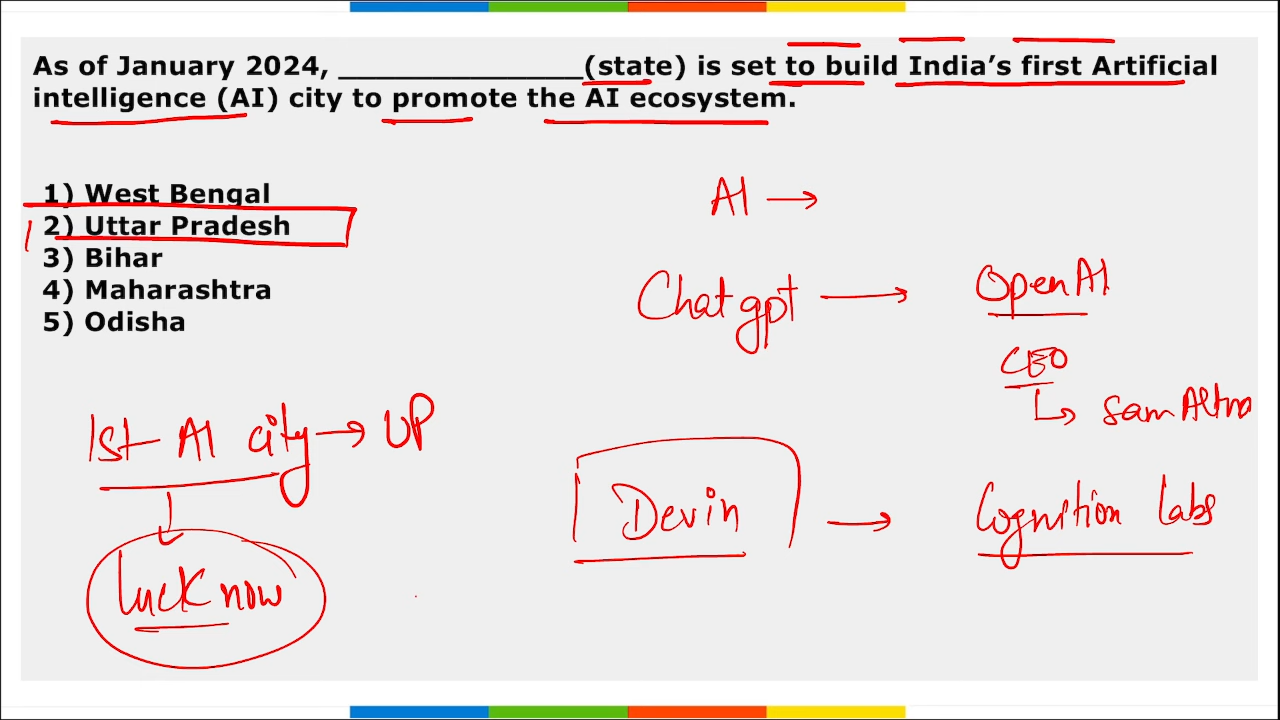 As of January 2024, ________________(state) is set to build India’s first Artificial
intelligence (AI) city to promote the AI ecosystem.
1) West Bengal
2) Uttar Pradesh
3) Bihar
4) Maharashtra
5) Odisha
AI →
Chatgpt → OpenAI
CEO
↳ Sam Altma
1st AI city → UP
Devin → Cognition Labs
Lucknow